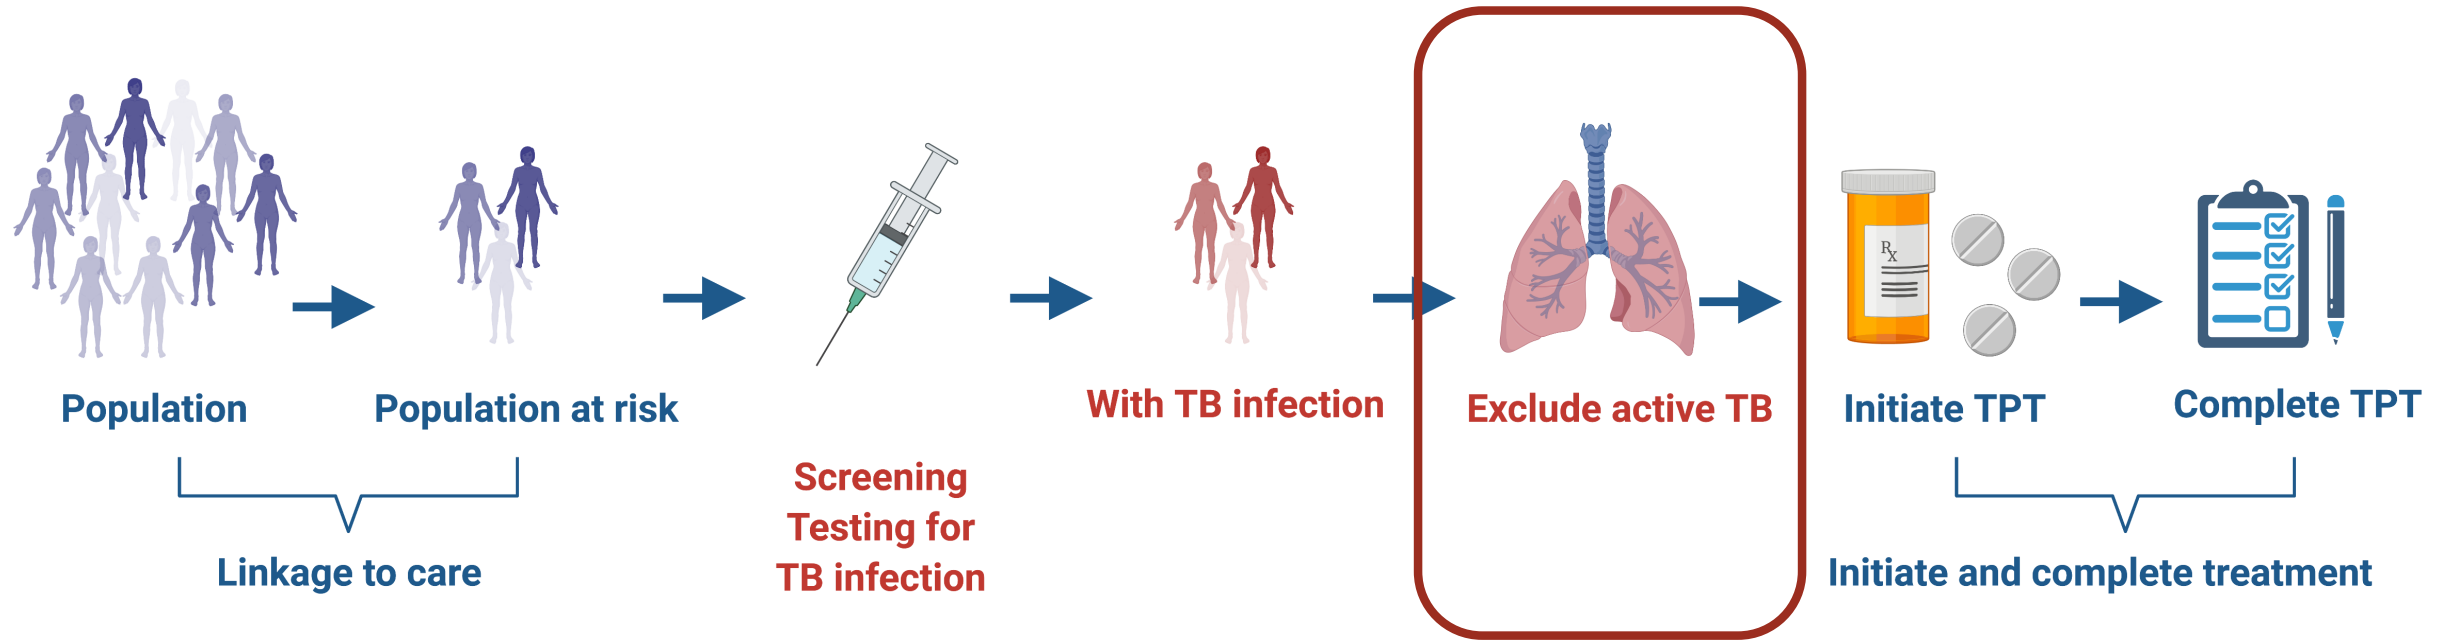 Population
Population at risk
Linkage to care
Screening
Testing for
TB infection
With TB infection
Exclude active TB
Rx
Initiate TPT
Complete TPT
Initiate and complete treatment